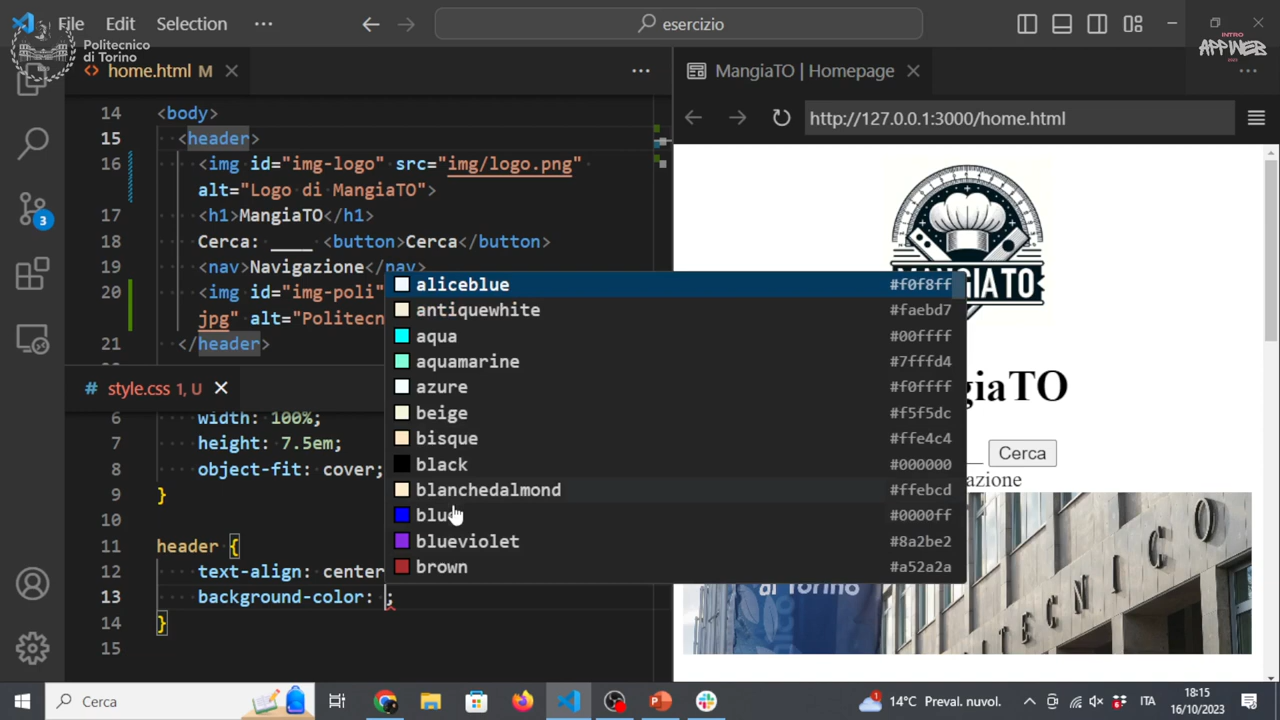 File Edit Selection ··· esercizio
Politecnico
di Torino
INTRO
APPIWEB
home.html M
MangiaTO | Homepage
http://127.0.0.1:3000/home.html
14 <body>
15 <header>
16 <img id="img-logo" src="img/logo.png"
alt="Logo di MangiaTO">
17 <h1>MangiaTO</h1>
18 Cerca: ____ <button>Cerca</button>
19 <nav>Navigazione</nav>
20 <img id="img-poli"
jpg" alt="Politecn
21 </header>
# style.css 1, U
6 width: 100%;
7 height: 7.5em;
8 object-fit: cover;
9 }
10
11 header {
12 text-align: center
13 background-color: ;
14 }
15
aliceblue #f0f8ff
antiquewhite #faebd7
aqua #00ffff
aquamarine #7fffd4
azure #f0ffff
beige #f5f5dc
bisque #ffe4c4
black #000000
blanchedalmond #ffebcd
blue #0000ff
blueviolet #8a2be2
brown #a52a2a
3
MANGIATO
giaTO
Cerca
azione
di Torino
LITECNICO
Cerca
1
14°C Preval. nuvol.
ITA
18:15
16/10/2023